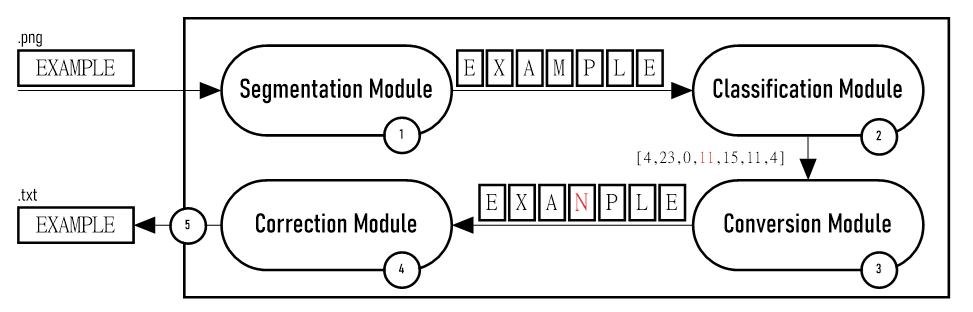 .png
EXAMPLE
E X A M P L E
Segmentation Module
1
Classification Module
2
[4,23,0,11,15,11,4]
.txt
EXAMPLE
5
Correction Module
4
E X A N P L E
Conversion Module
3